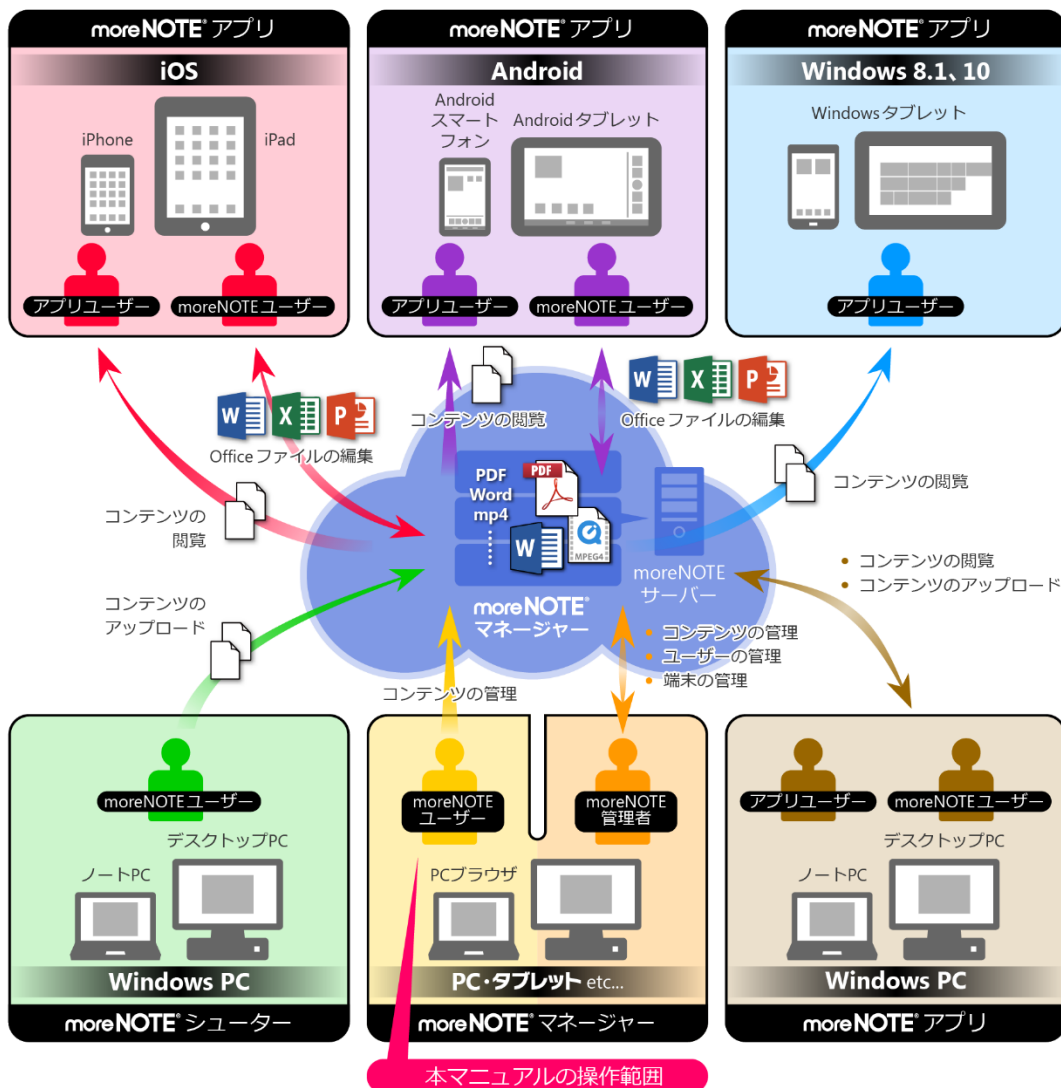 moreNOTE® アプリ
iOS
iPhone
iPad
アプリユーザー
moreNOTEユーザー
moreNOTE® アプリ
Android
Android
スマート
フォン
Androidタブレット
アプリユーザー
moreNOTEユーザー
moreNOTE® アプリ
Windows 8.1、10
Windowsタブレット
アプリユーザー
W
X
P
Officeファイルの編集
コンテンツの閲覧
W
X
P
Officeファイルの編集
コンテンツの閲覧
コンテンツの
閲覧
PDF
Word
mp4
PDF
W
MPEG4
moreNOTE
サーバー
moreNOTE®
マネージャー
• コンテンツの閲覧
• コンテンツのアップロード
コンテンツの
アップロード
コンテンツの管理
• コンテンツの管理
• ユーザーの管理
• 端末の管理
moreNOTEユーザー
ノートPC
デスクトップPC
Windows PC
moreNOTE® シューター
moreNOTE
ユーザー
moreNOTE
管理者
PCブラウザ
PC・タブレット etc...
moreNOTE® マネージャー
アプリユーザー
moreNOTEユーザー
ノートPC
デスクトップPC
Windows PC
moreNOTE® アプリ
本マニュアルの操作範囲